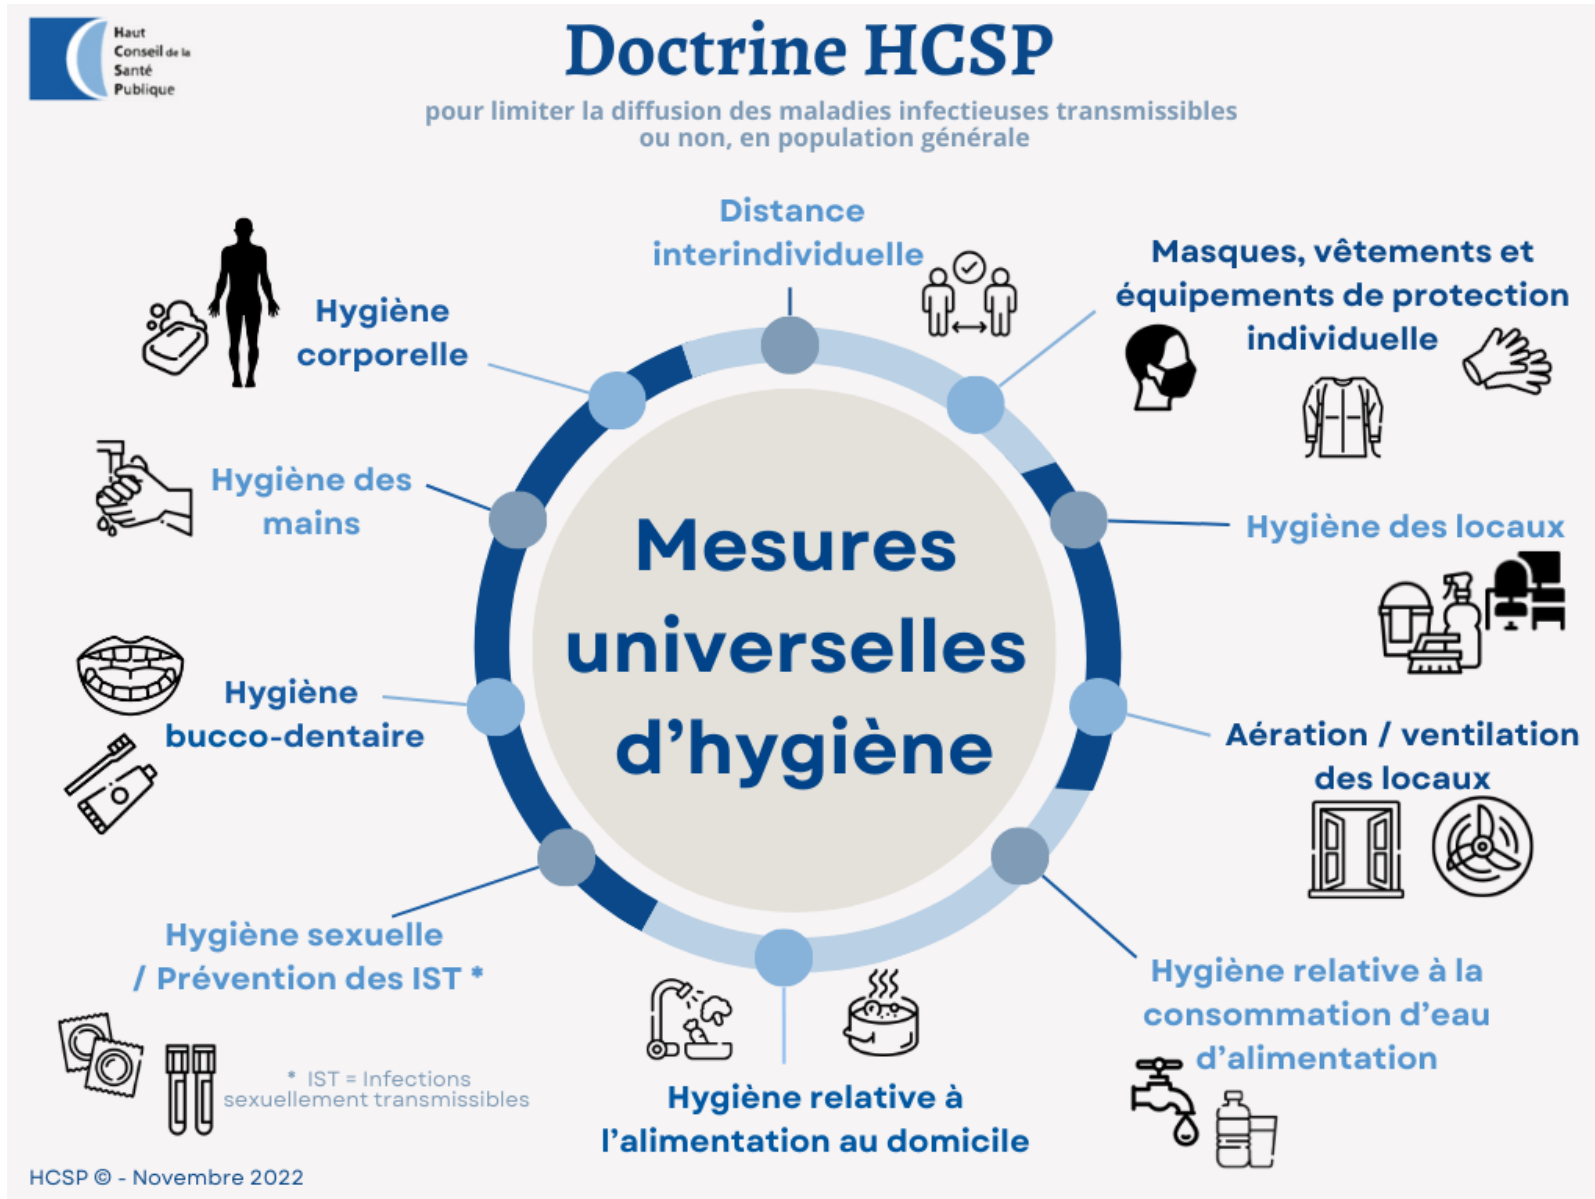 Haut
Conseil de la
Santé
Publique
Doctrine HCSP
pour limiter la diffusion des maladies infectieuses transmissibles
ou non, en population générale
Distance
interindividuelle
Masques, vêtements et
équipements de protection
individuelle
Hygiène des locaux
Aération / ventilation
des locaux
Hygiène relative à la
consommation d'eau
d'alimentation
Hygiène relative à
l'alimentation au domicile
Hygiène sexuelle
/ Prévention des IST *
* IST = Infections
sexuellement transmissibles
Hygiène
bucco-dentaire
Hygiène des
mains
Hygiène
corporelle
Mesures
universelles
d'hygiène
HCSP © - Novembre 2022